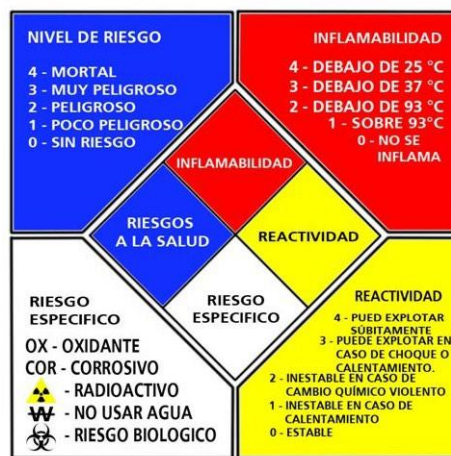 NIVEL DE RIESGO
4 - MORTAL
3 - MUY PELIGROSO
2 - PELIGROSO
1 - POCO PELIGROSO
0 - SIN RIESGO
INFLAMABILIDAD
4 - DEBAJO DE 25 °C
3 - DEBAJO DE 37 °C
2 - DEBAJO DE 93 °C
1 - SOBRE 93°C
0 - NO SE
INFLAMA
INFLAMABILIDAD
RIESGOS
A LA SALUD
REACTIVIDAD
RIESGO
ESPECIFICO
RIESGO
ESPECIFICO
OX - OXIDANTE
COR - CORROSIVO
- RADIOACTIVO
W - NO USAR AGUA
- RIESGO BIOLOGICO
REACTIVIDAD
4 - PUED EXPLOTAR
SÚBITAMENTE
3 - PUEDE EXPLOTAR EN
CASO DE CHOQUE O
CALENTAMIENTO.
2 - INESTABLE EN CASO DE
CAMBIO QUÍMICO VIOLENTO
1 - INESTABLE EN CASO DE
CALENTAMIENTO
0 - ESTABLE